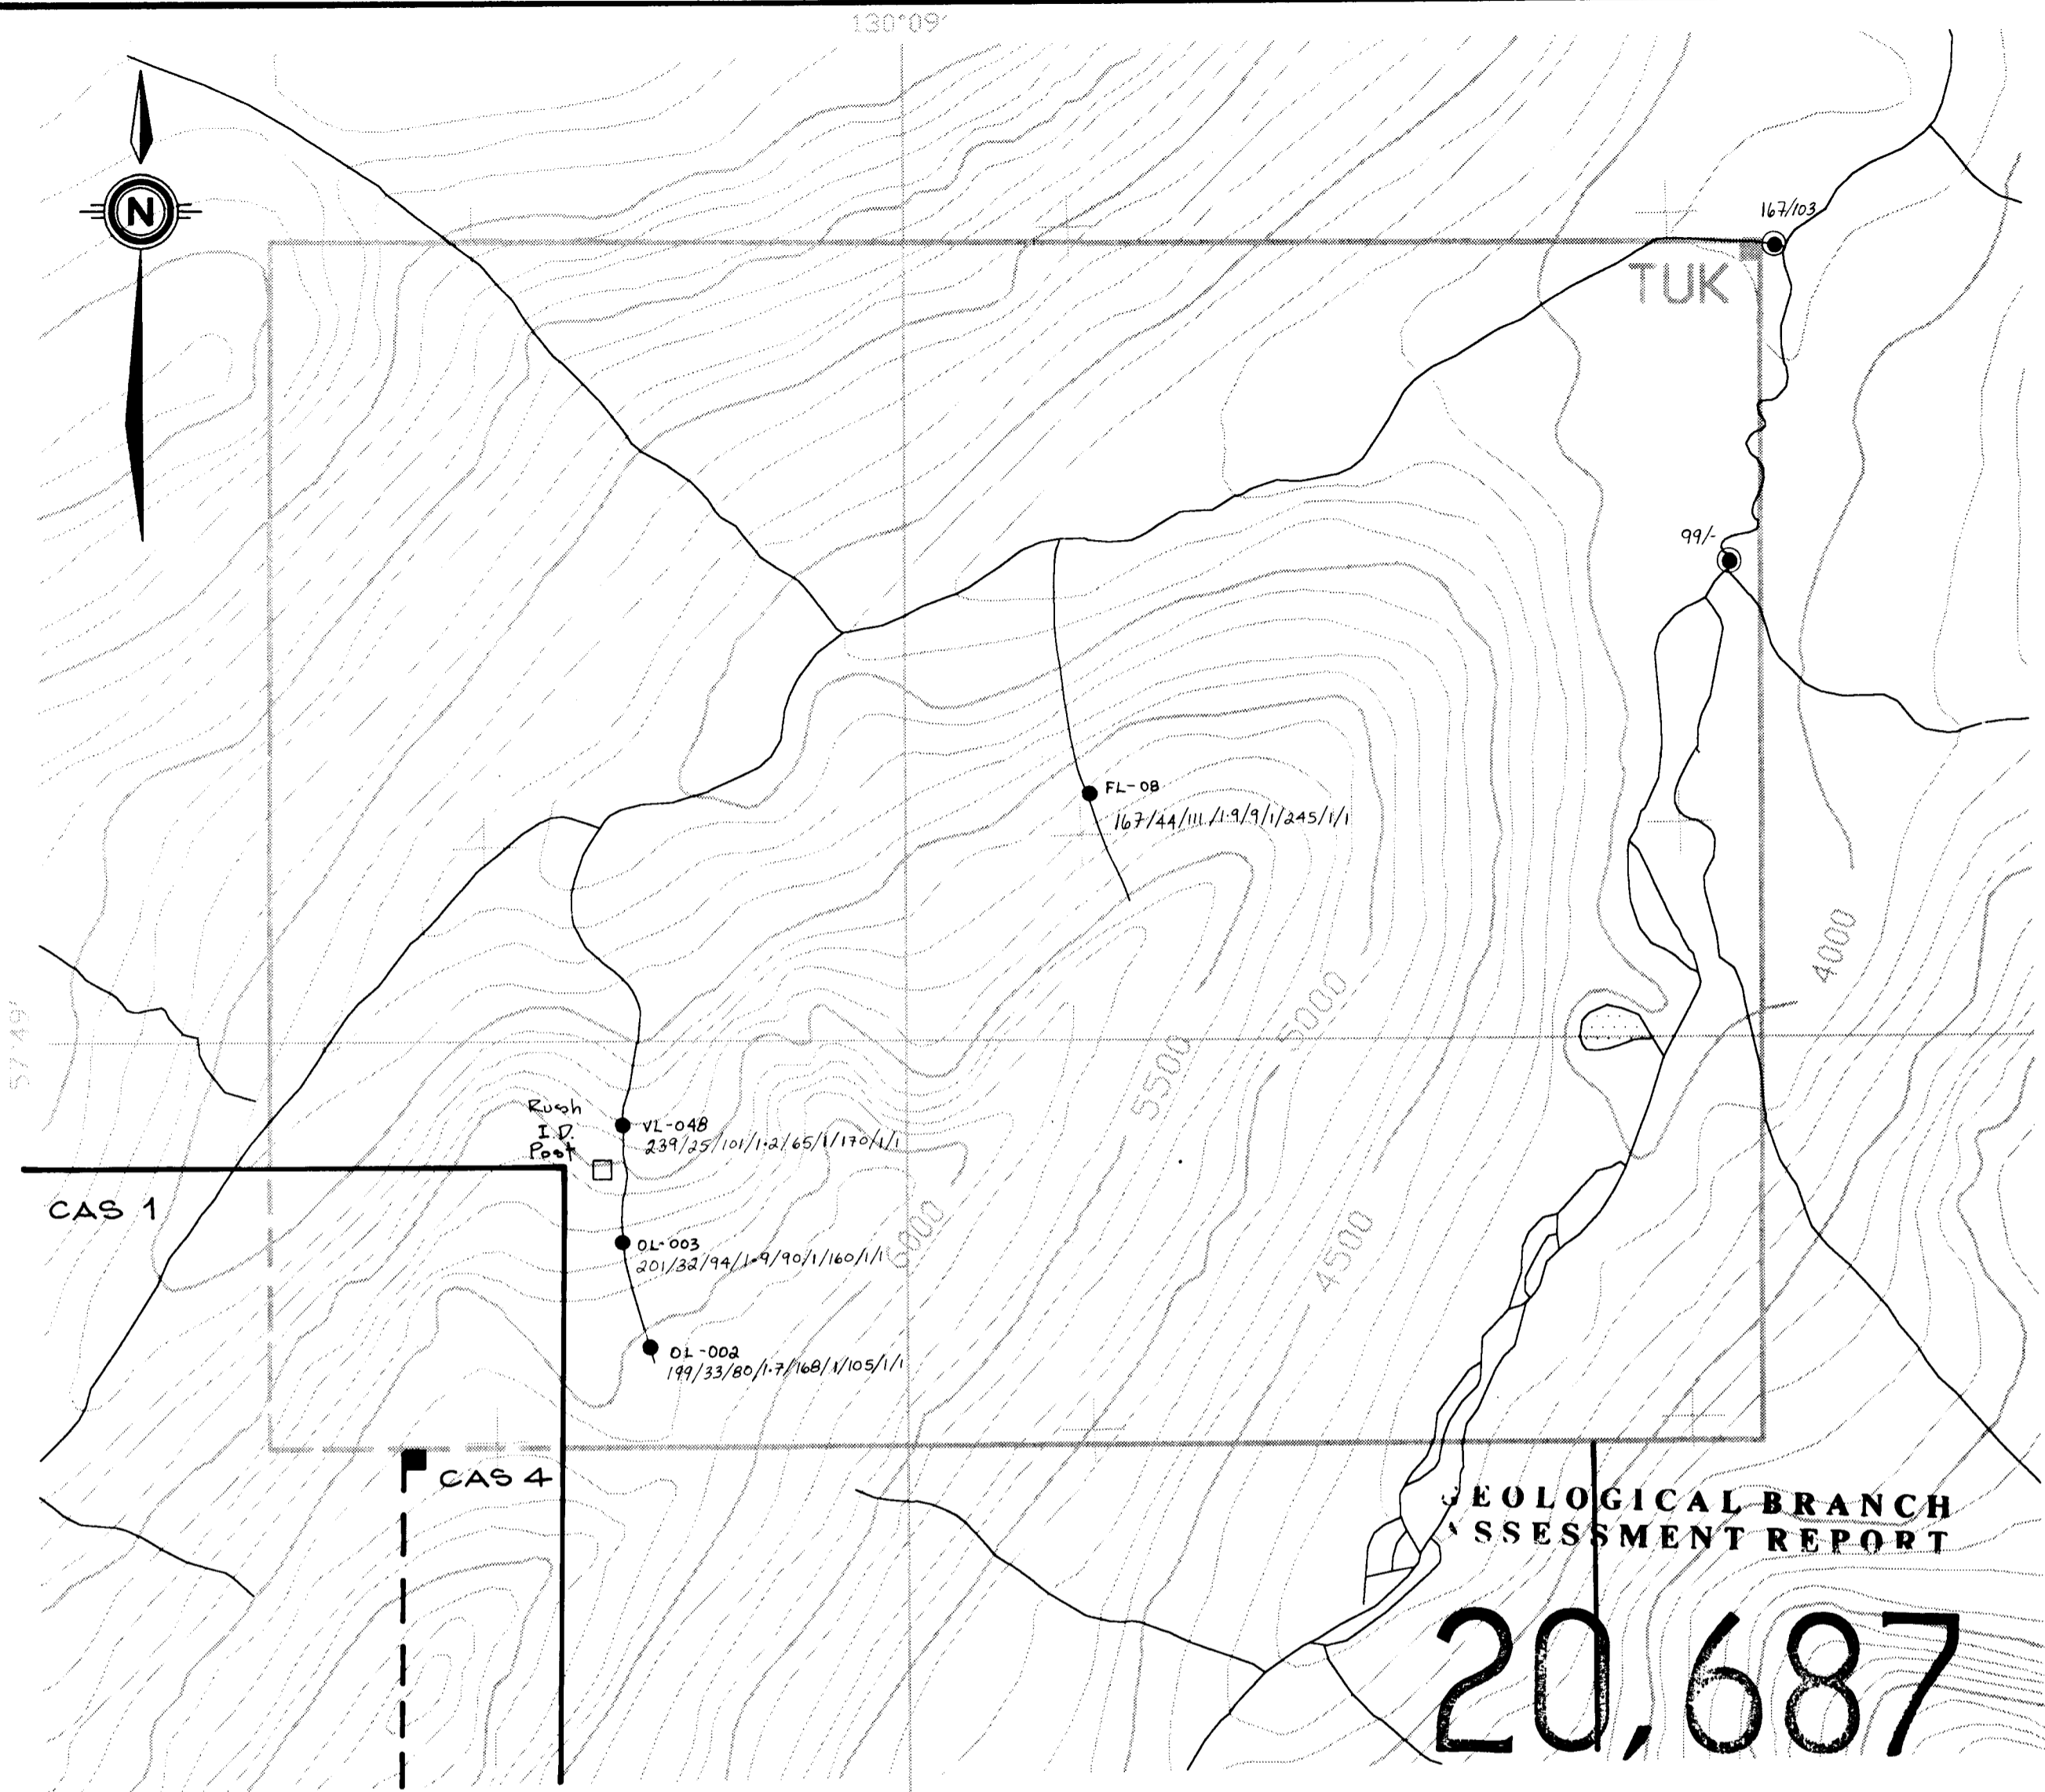 130°09'
N
167/103
TUK
99/-
FL-08
167/44/111/1.9/9/1/245/1/1
4000
5000
57°49'
5500
Rush
I.D.
Post
VL-048
239/25/101/1.2/65/1/170/1/1
CAS 1
5000
4500
OL-003
201/32/94/1.9/90/1/160/1/1
OL-002
199/33/80/1.7/168/1/105/1/1
CAS 4
GEOLOGICAL BRANCH
ASSESSMENT REPORT
20,687